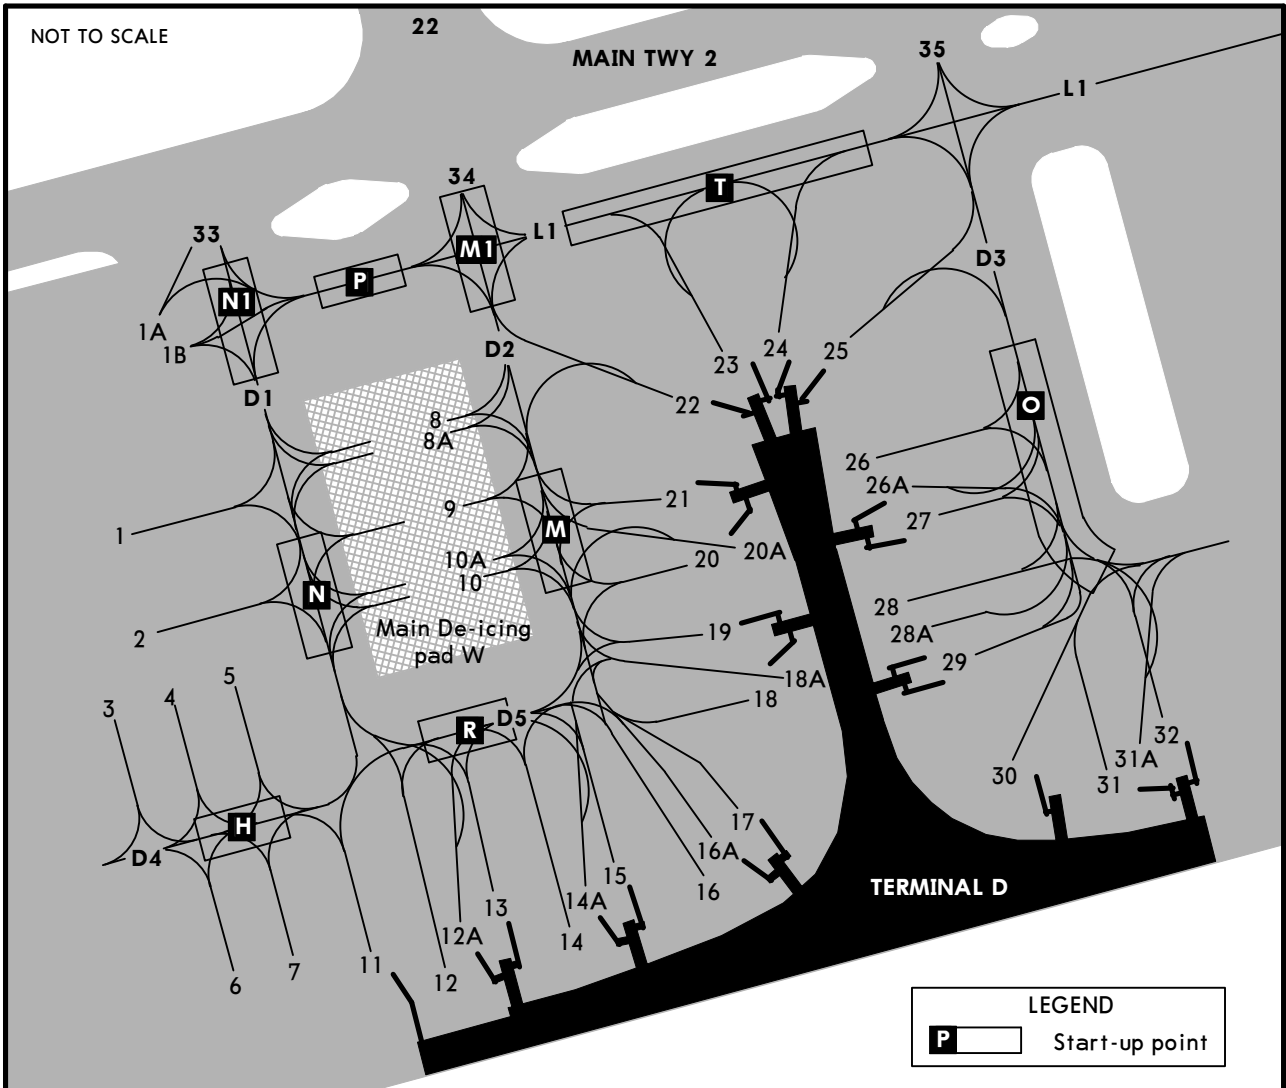 22
NOT TO SCALE
MAIN TWY 2
35
L1
34
33
L1
T
M1
D3
P
N1
1A
1B
D2
24
23
25
D1
22
O
8
8A
26
21
26A
9
27
1
M
20A
10A
20
10
N
28
19
28A
2
Main De-icing
pad W
29
18A
5
18
4
3
D5
R
32
31A
30
31
17
H
16A
D4
15
16
14A
13
TERMINAL D
12A
14
11
7
12
6
LEGEND
P Start-up point